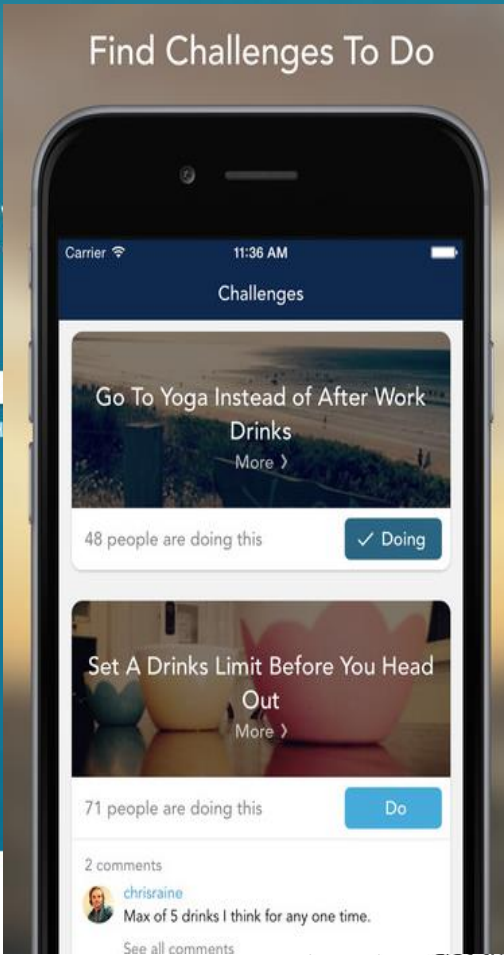 Find Challenges To Do
Carrier
11:36 AM
Challenges
Go To Yoga Instead of After Work
Drinks
More >
48 people are doing this
✓ Doing
Set A Drinks Limit Before You Head
Out
More >
71 people are doing this
Do
2 comments
chrisraine
Max of 5 drinks I think for any one time.
See all comments